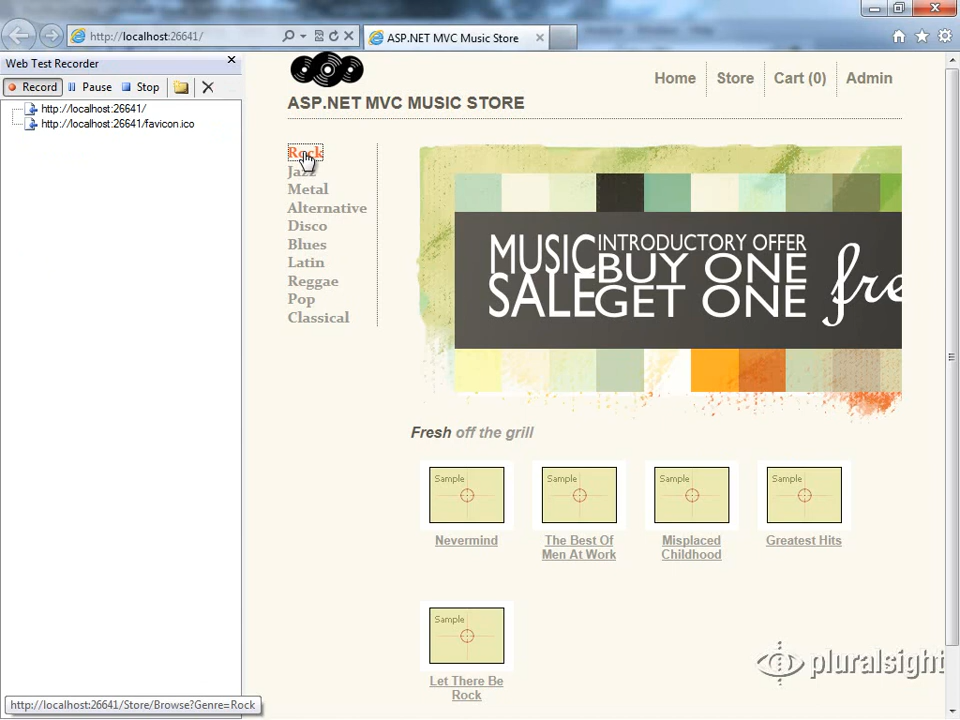 http://localhost:26641/
ASP.NET MVC Music Store
Web Test Recorder
Record
Pause
Stop
http://localhost:26641/
http://localhost:26641/favicon.ico
Home
Store
Cart (0)
Admin
ASP.NET MVC MUSIC STORE
Rock
Jazz
Metal
Alternative
Disco
Blues
Latin
Reggae
Pop
Classical
MUSIC
SALE
INTRODUCTORY OFFER
BUY ONE
GET ONE
fre
Fresh off the grill
Sample
Sample
Sample
Sample
Nevermind
The Best Of
Men At Work
Misplaced
Childhood
Greatest Hits
Sample
Let There Be
Rock
pluralsight
http://localhost:26641/Store/Browse?Genre=Rock